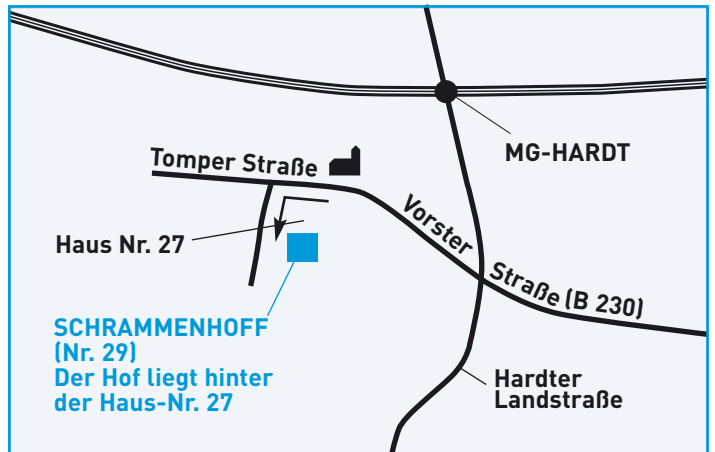 MG-HARDT
Tomper Straße
Vorster Straße (B 230)
Haus Nr. 27
SCHRAMMENHOFF
(Nr. 29)
Der Hof liegt hinter
der Haus-Nr. 27
Hardter
Landstraße